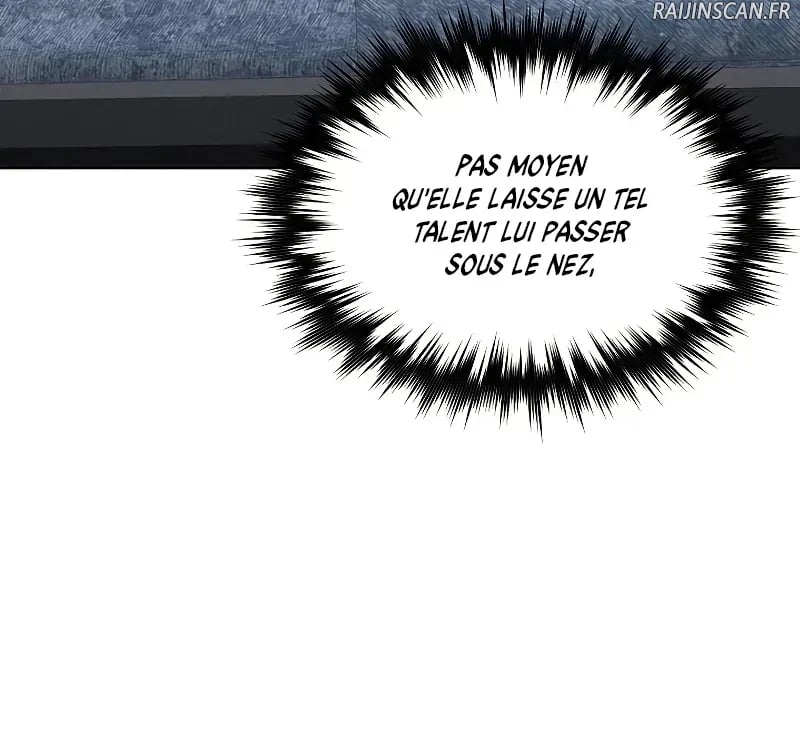 RAIJINSCAN.FR
PAS MOYEN
QU'ELLE LAISSE UN TEL
TALENT LUI PASSER
SOUS LE NEZ,